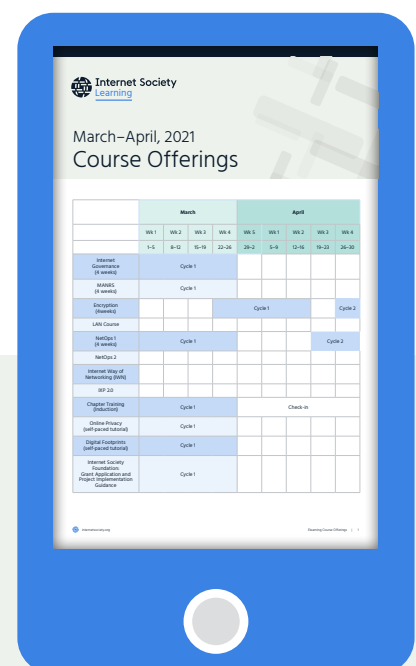 Internet Society
Learning
March–April, 2021
Course Offerings
March April
Wk 1 Wk 2 Wk 3 Wk 4 Wk 5 Wk 1 Wk 2 Wk 3 Wk 4
1–5 8–12 15–19 22–26 29–2 5–9 12–16 19–23 26–30
Internet
Governance
(4 weeks)
Cycle 1
MANRS
(4 weeks)
Cycle 1
Encryption
(4weeks)
Cycle 1 Cycle 2
LAN Course
NetOps 1
(4 weeks)
Cycle 1 Cycle 2
NetOps 2
Internet Way of
Networking (IWN)
IXP 2.0
Chapter Training
(Induction)
Cycle 1 Check-in
Online Privacy
(self-paced tutorial)
Cycle 1
Digital Footprints
(self-paced tutorial)
Cycle 1
Internet Society
Foundation:
Grant Application and
Project Implementation
Guidance
Cycle 1
internetsociety.org
Elearning Course Offerings | 1